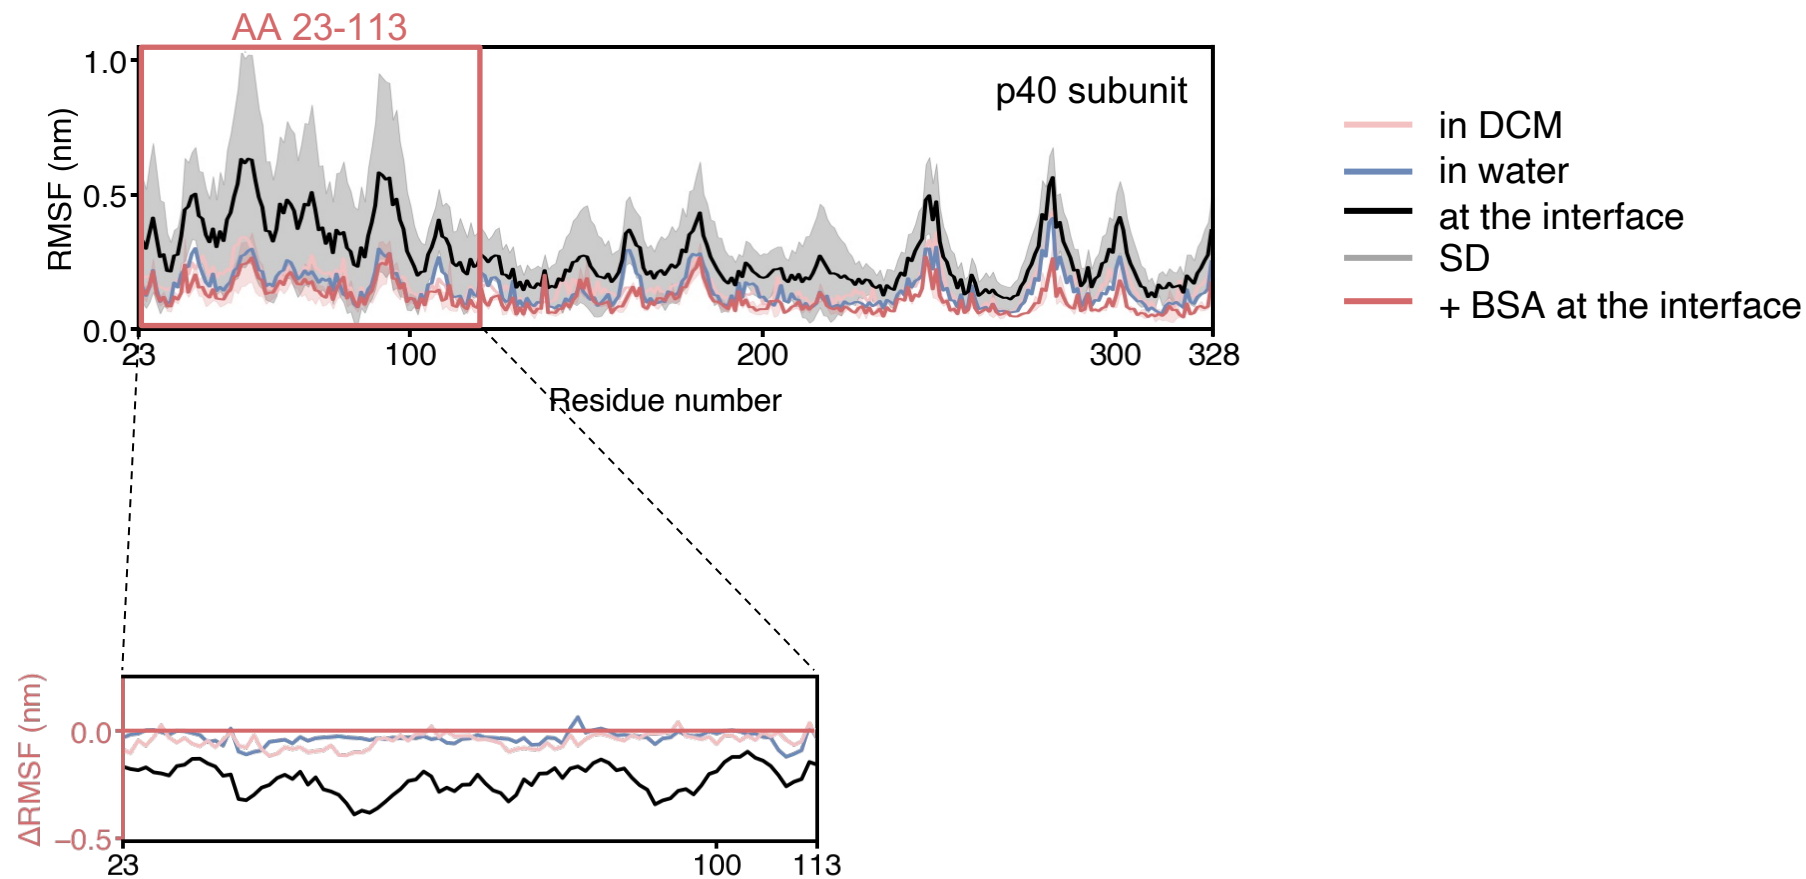 AA 23-113
1.0
0.5
0.0
RMSF (nm)
p40 subunit
23
100
200
300
328
Residue number
in DCM
in water
at the interface
SD
+ BSA at the interface
ΔRMSF (nm)
0.0
−0.5
23
100
113